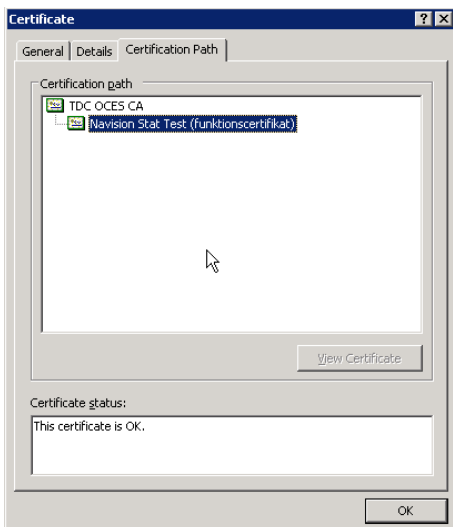 Certificate
General Details Certification Path
Certification path
TDC OCES CA
Navision Stat Test (funktionscertifikat)
View Certificate
Certificate status:
This certificate is OK.
OK